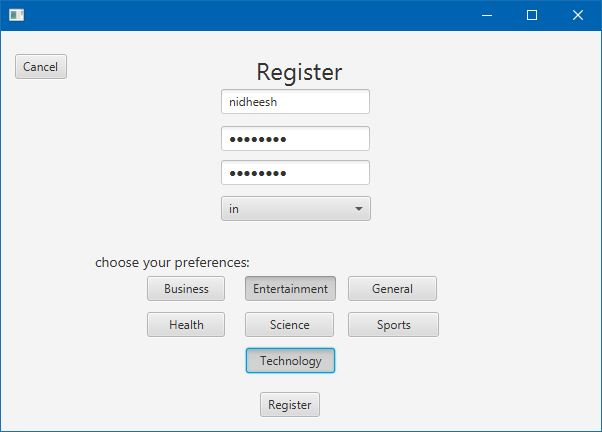 Cancel
Register
nidheesh
●●●●●●●●
●●●●●●●●
in
choose your preferences:
Business Entertainment General
Health Science Sports
Technology
Register